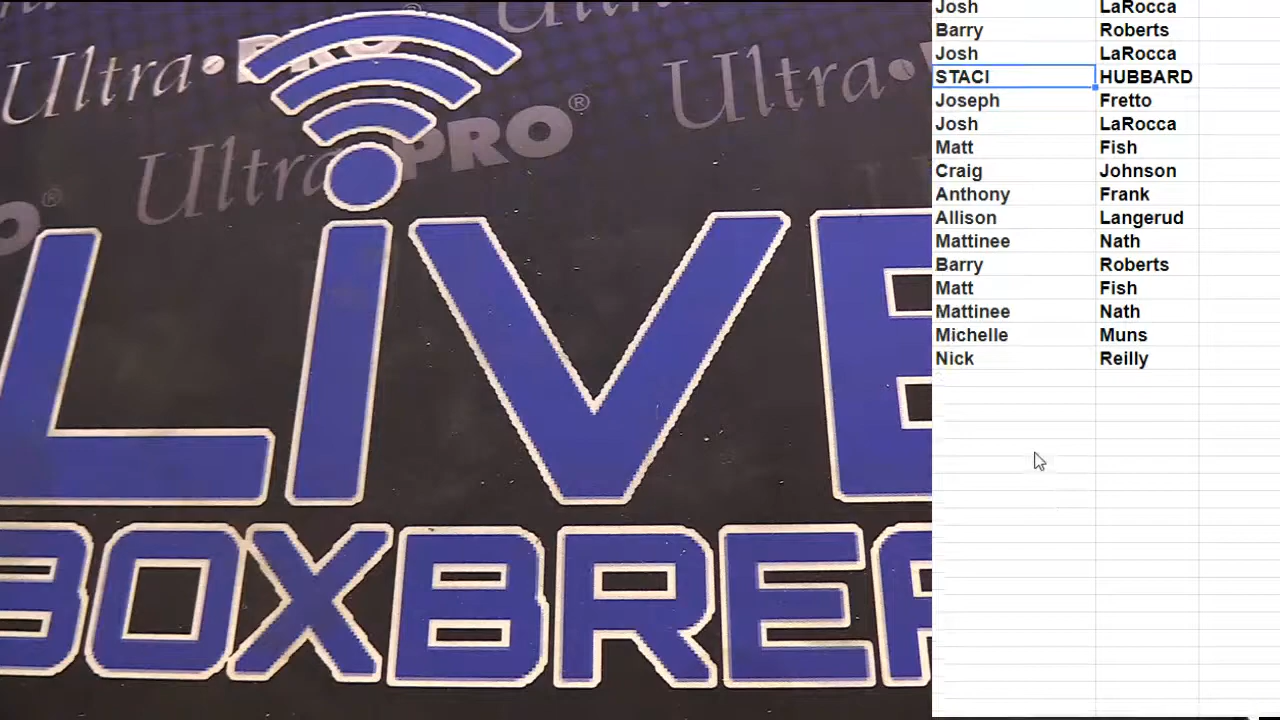 Ultra•PRO
Ultra PRO®
Ultra•
LiVE
BOXBREA
Josh LaRocca
Barry Roberts
Josh LaRocca
STACI HUBBARD
Joseph Fretto
Josh LaRocca
Matt Fish
Craig Johnson
Anthony Frank
Allison Langerud
Mattinee Nath
Barry Roberts
Matt Fish
Mattinee Nath
Michelle Muns
Nick Reilly